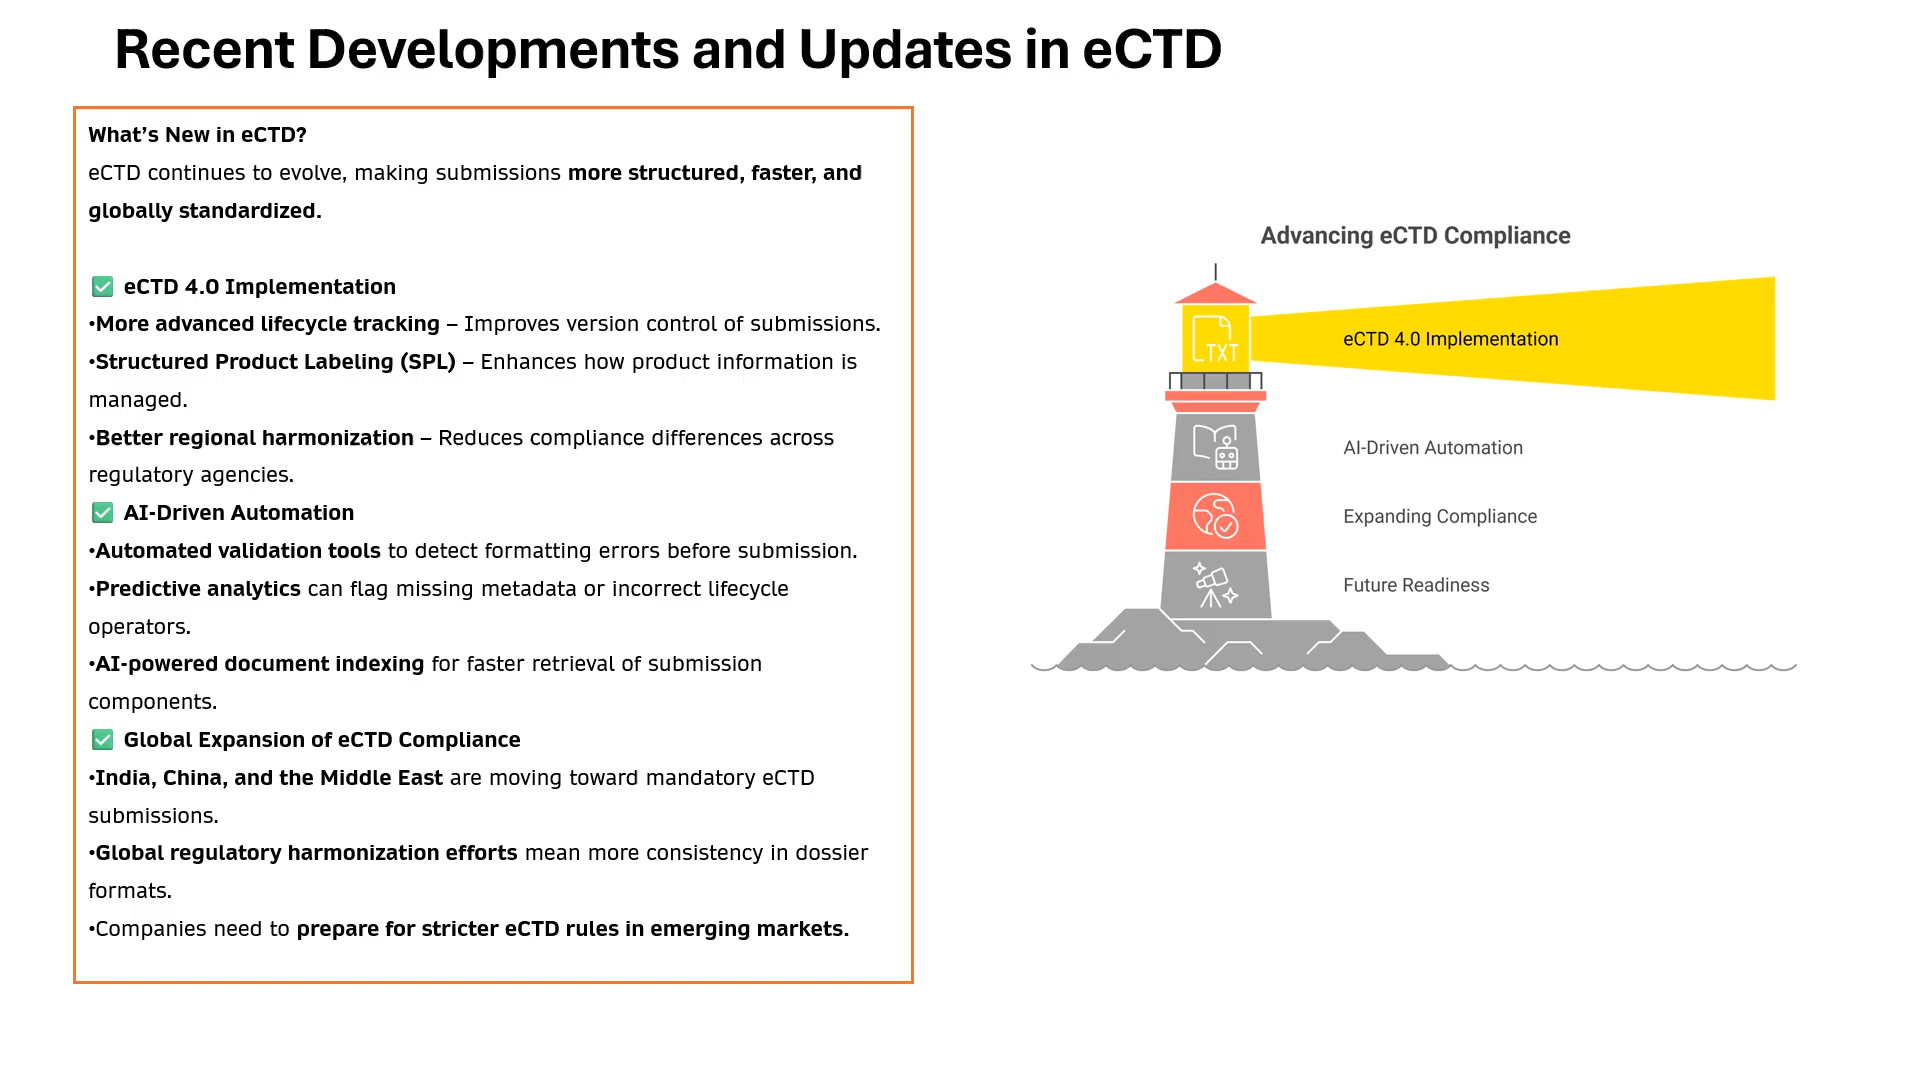 Recent Developments and Updates in eCTD
What’s New in eCTD?
eCTD continues to evolve, making submissions more structured, faster, and
globally standardized.
✅ eCTD 4.0 Implementation
•More advanced lifecycle tracking – Improves version control of submissions.
•Structured Product Labeling (SPL) – Enhances how product information is
managed.
•Better regional harmonization – Reduces compliance differences across
regulatory agencies.
✅ AI-Driven Automation
•Automated validation tools to detect formatting errors before submission.
•Predictive analytics can flag missing metadata or incorrect lifecycle
operators.
•AI-powered document indexing for faster retrieval of submission
components.
✅ Global Expansion of eCTD Compliance
•India, China, and the Middle East are moving toward mandatory eCTD
submissions.
•Global regulatory harmonization efforts mean more consistency in dossier
formats.
•Companies need to prepare for stricter eCTD rules in emerging markets.
Advancing eCTD Compliance
TXT
eCTD 4.0 Implementation
AI-Driven Automation
Expanding Compliance
Future Readiness